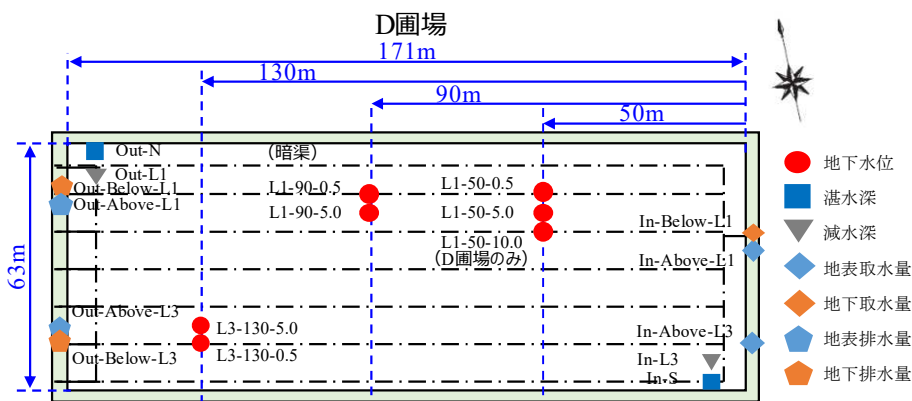 D圃場
171m
130m
90m
50m
63m
Out-N
（暗渠）
Out-L1
Out-Below-L1
Out-Above-L1
L1-90-0.5
L1-90-5.0
L1-50-0.5
L1-50-5.0
L1-50-10.0
（D圃場のみ）
In-Below-L1
In-Above-L1
Out-Above-L3
Out-Below-L3
L3-130-5.0
L3-130-0.5
In-Above-L3
In-L3
In-S
地下水位
湛水深
減水深
地表取水量
地下取水量
地表排水量
地下排水量